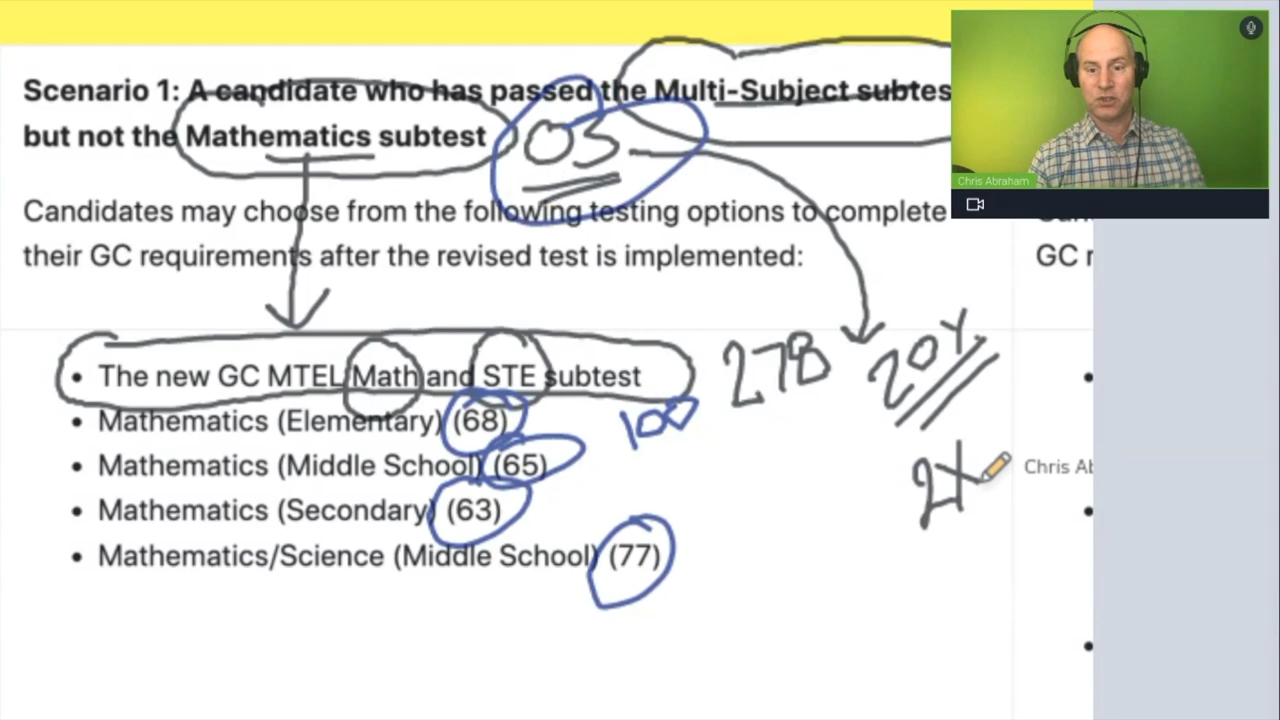 Scenario 1: A candidate who has passed the Multi-Subject subtes
but not the Mathematics subtest
03
Chris Abraham
Candidates may choose from the following testing options to complete
their GC requirements after the revised test is implemented:
GC r
• The new GC MTEL Math and STE subtest
278
20Y
• Mathematics (Elementary) (68)
100
• Mathematics (Middle School) (65)
Chris Ab
• Mathematics (Secondary) (63)
• Mathematics/Science (Middle School) (77)